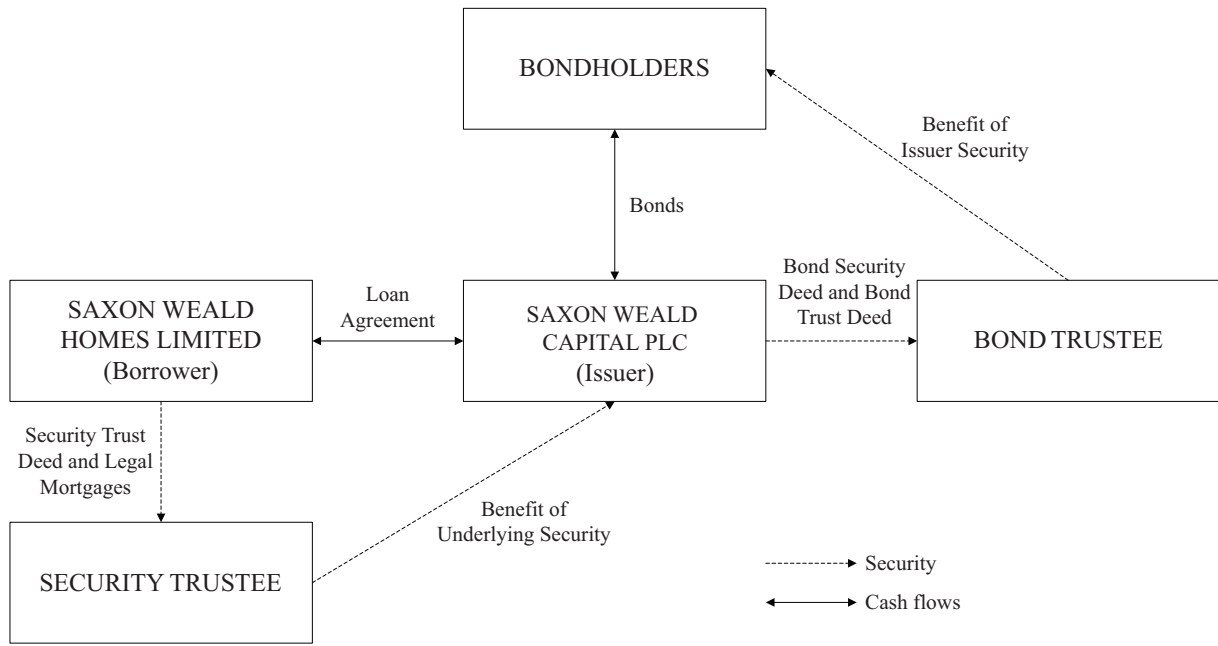 BONDHOLDERS
Benefit of
Issuer Security
Bonds
SAXON WEALD
HOMES LIMITED
(Borrower)
Loan
Agreement
SAXON WEALD
CAPITAL PLC
(Issuer)
Bond Security
Deed and Bond
Trust Deed
BOND TRUSTEE
Security Trust
Deed and Legal
Mortgages
Benefit of
Underlying Security
SECURITY TRUSTEE
Security
Cash flows